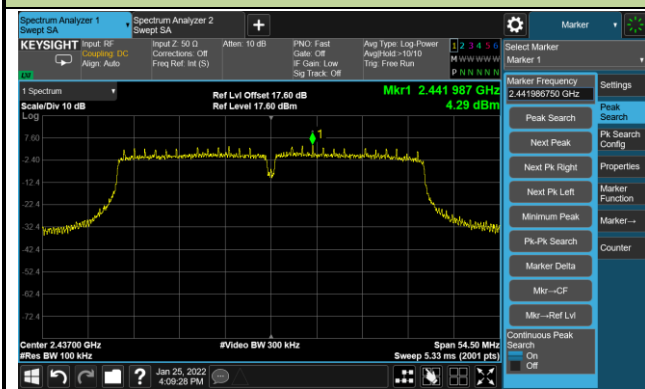 Spectrum Analyzer 1
Swept SA
Spectrum Analyzer 2
Swept SA
+
Marker
KEYSIGHT
Input: RF
Coupling: DC
Align: Auto
Input Z: 50 Ω
Corrections: Off
Freq Ref: Int (S)
Atten: 10 dB
PNO: Fast
Gate: Off
IF Gain: Low
Sig Track: Off
Avg Type: Log-Power
Avg|Hold:>10/10
Trig: Free Run
1 2 3 4 5 6
M W W W W W
P N N N N N
Select Marker
Marker 1
1 Spectrum
Scale/Div 10 dB
Log
Ref Lvl Offset 17.60 dB
Ref Level 17.60 dBm
Mkr1 2.441 987 GHz
4.29 dBm
7.60
-2.40
-12.4
-22.4
-32.4
-42.4
-52.4
-62.4
-72.4
1
Center 2.43700 GHz
#Res BW 100 kHz
#Video BW 300 kHz
Span 54.50 MHz
Sweep 5.33 ms (2001 pts)
Marker Frequency
2.441986750 GHz
Peak Search
Next Peak
Next Pk Right
Next Pk Left
Minimum Peak
Pk-Pk Search
Marker Delta
Mkr→CF
Mkr→Ref Lvl
Continuous Peak
Search
On
Off
Settings
Peak
Search
Pk Search
Config
Properties
Marker
Function
Marker→
Counter
?
Jan 25, 2022
4:09:28 PM